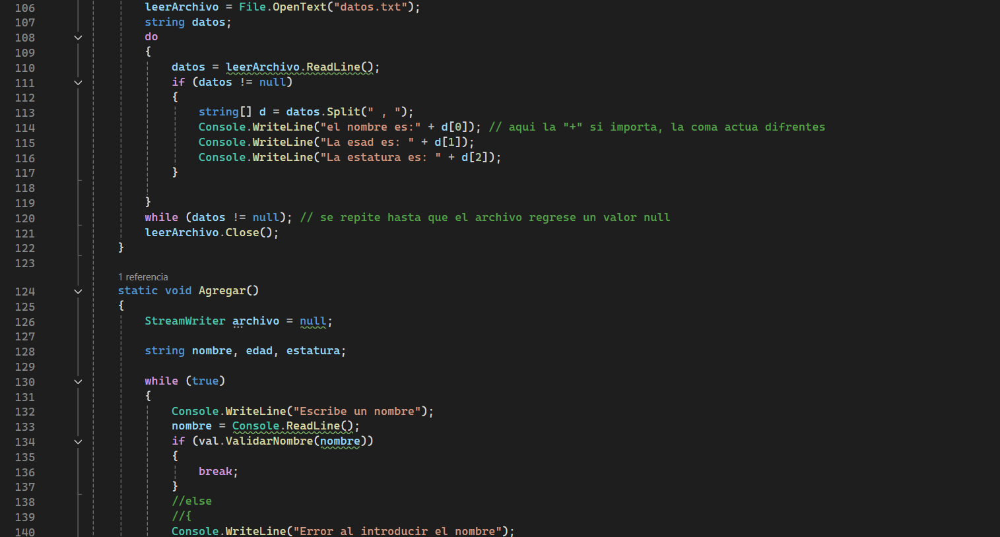 106 leerArchivo = File.OpenText("datos.txt");
107 string datos;
108 do
109 {
110 datos = leerArchivo.ReadLine();
111 if (datos != null)
112 {
113 string[] d = datos.Split(" , ");
114 Console.WriteLine("el nombre es:" + d[0]); // aqui la "+" si importa, la coma actua difrentes
115 Console.WriteLine("La esad es: " + d[1]);
116 Console.WriteLine("La estatura es: " + d[2]);
117 }
118
119 }
120 while (datos != null); // se repite hasta que el archivo regrese un valor null
121 leerArchivo.Close();
122 }
123
1 referencia
124 static void Agregar()
125 {
126 StreamWriter archivo = null;
127
128 string nombre, edad, estatura;
129
130 while (true)
131 {
132 Console.WriteLine("Escribe un nombre");
133 nombre = Console.ReadLine();
134 if (val.ValidarNombre(nombre))
135 {
136 break;
137 }
138 //else
139 //{
140 Console.WriteLine("Error al introducir el nombre");